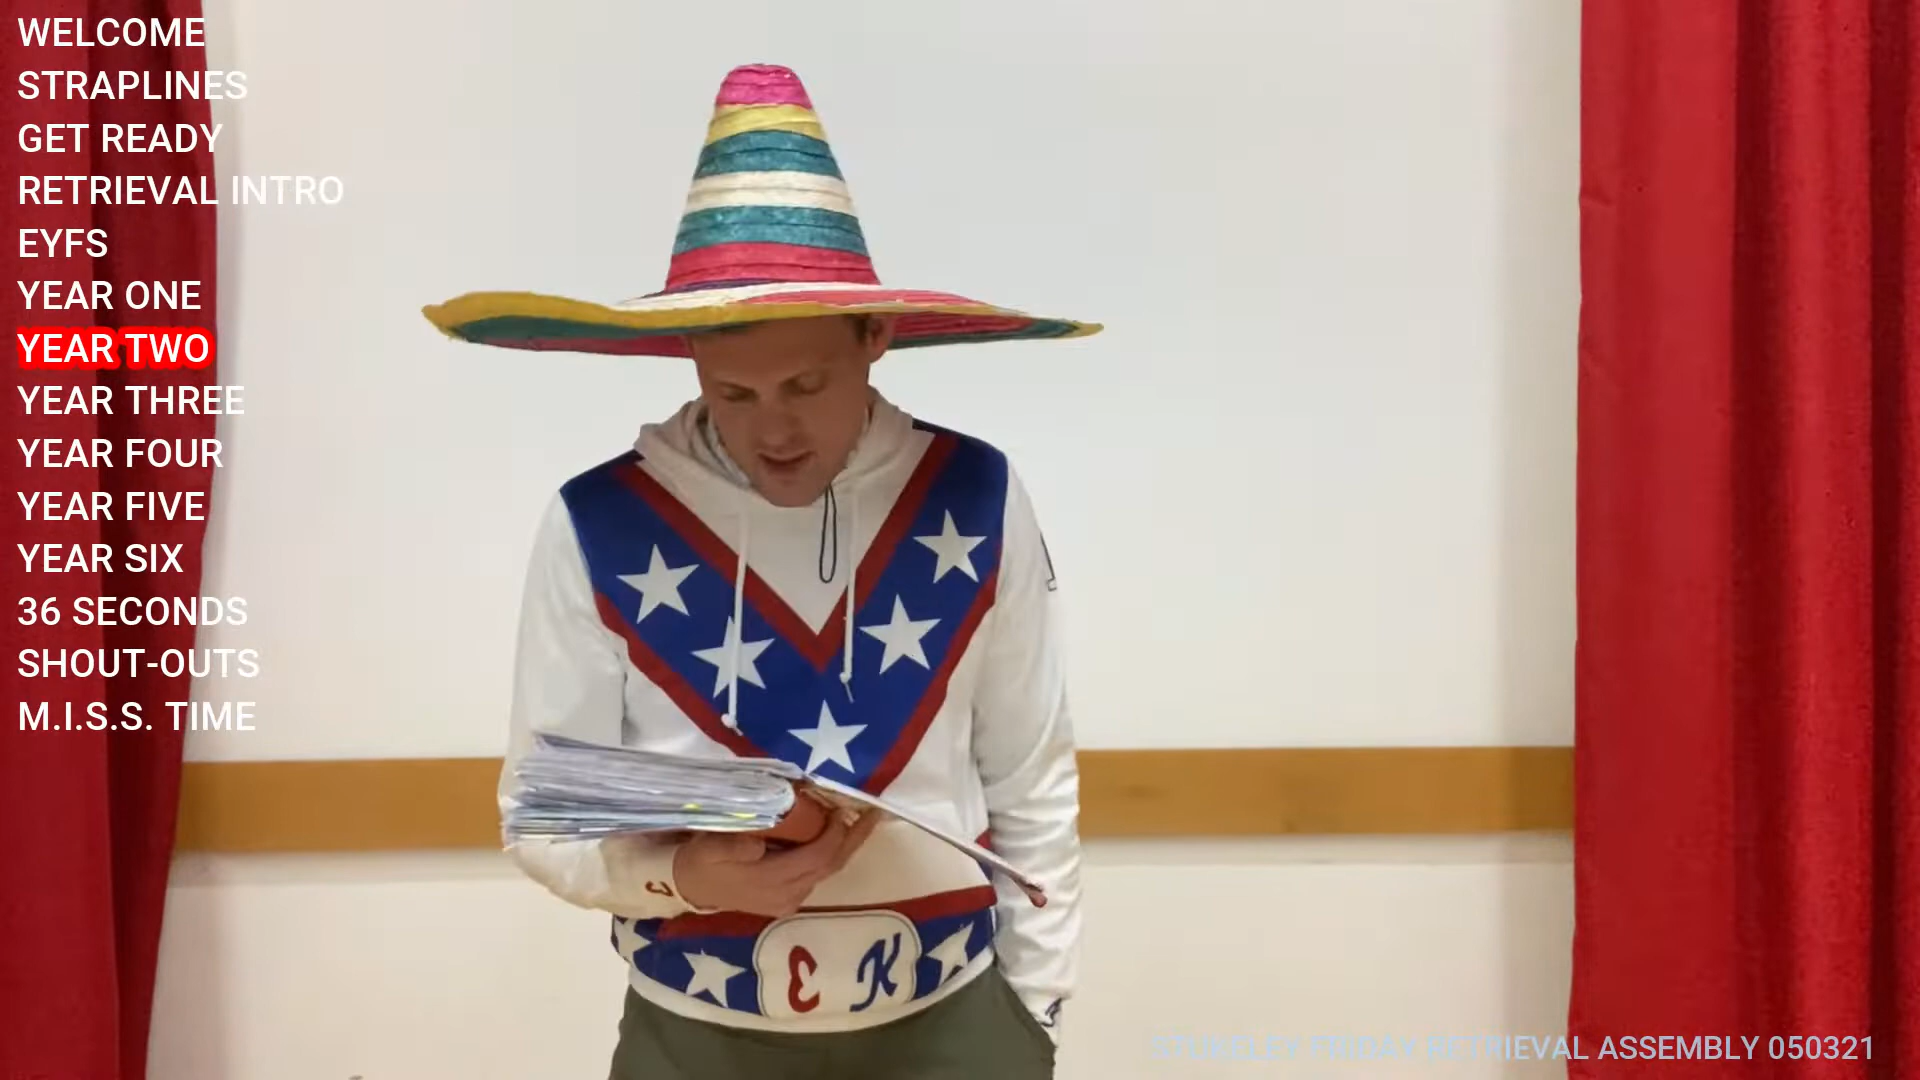 WELCOME
STRAPLINES
GET READY
RETRIEVAL INTRO
EYFS
YEAR ONE
YEAR TWO
YEAR THREE
YEAR FOUR
YEAR FIVE
YEAR SIX
36 SECONDS
SHOUT-OUTS
M.I.S.S. TIME
E K
STUKELEY FRIDAY RETRIEVAL ASSEMBLY 050321